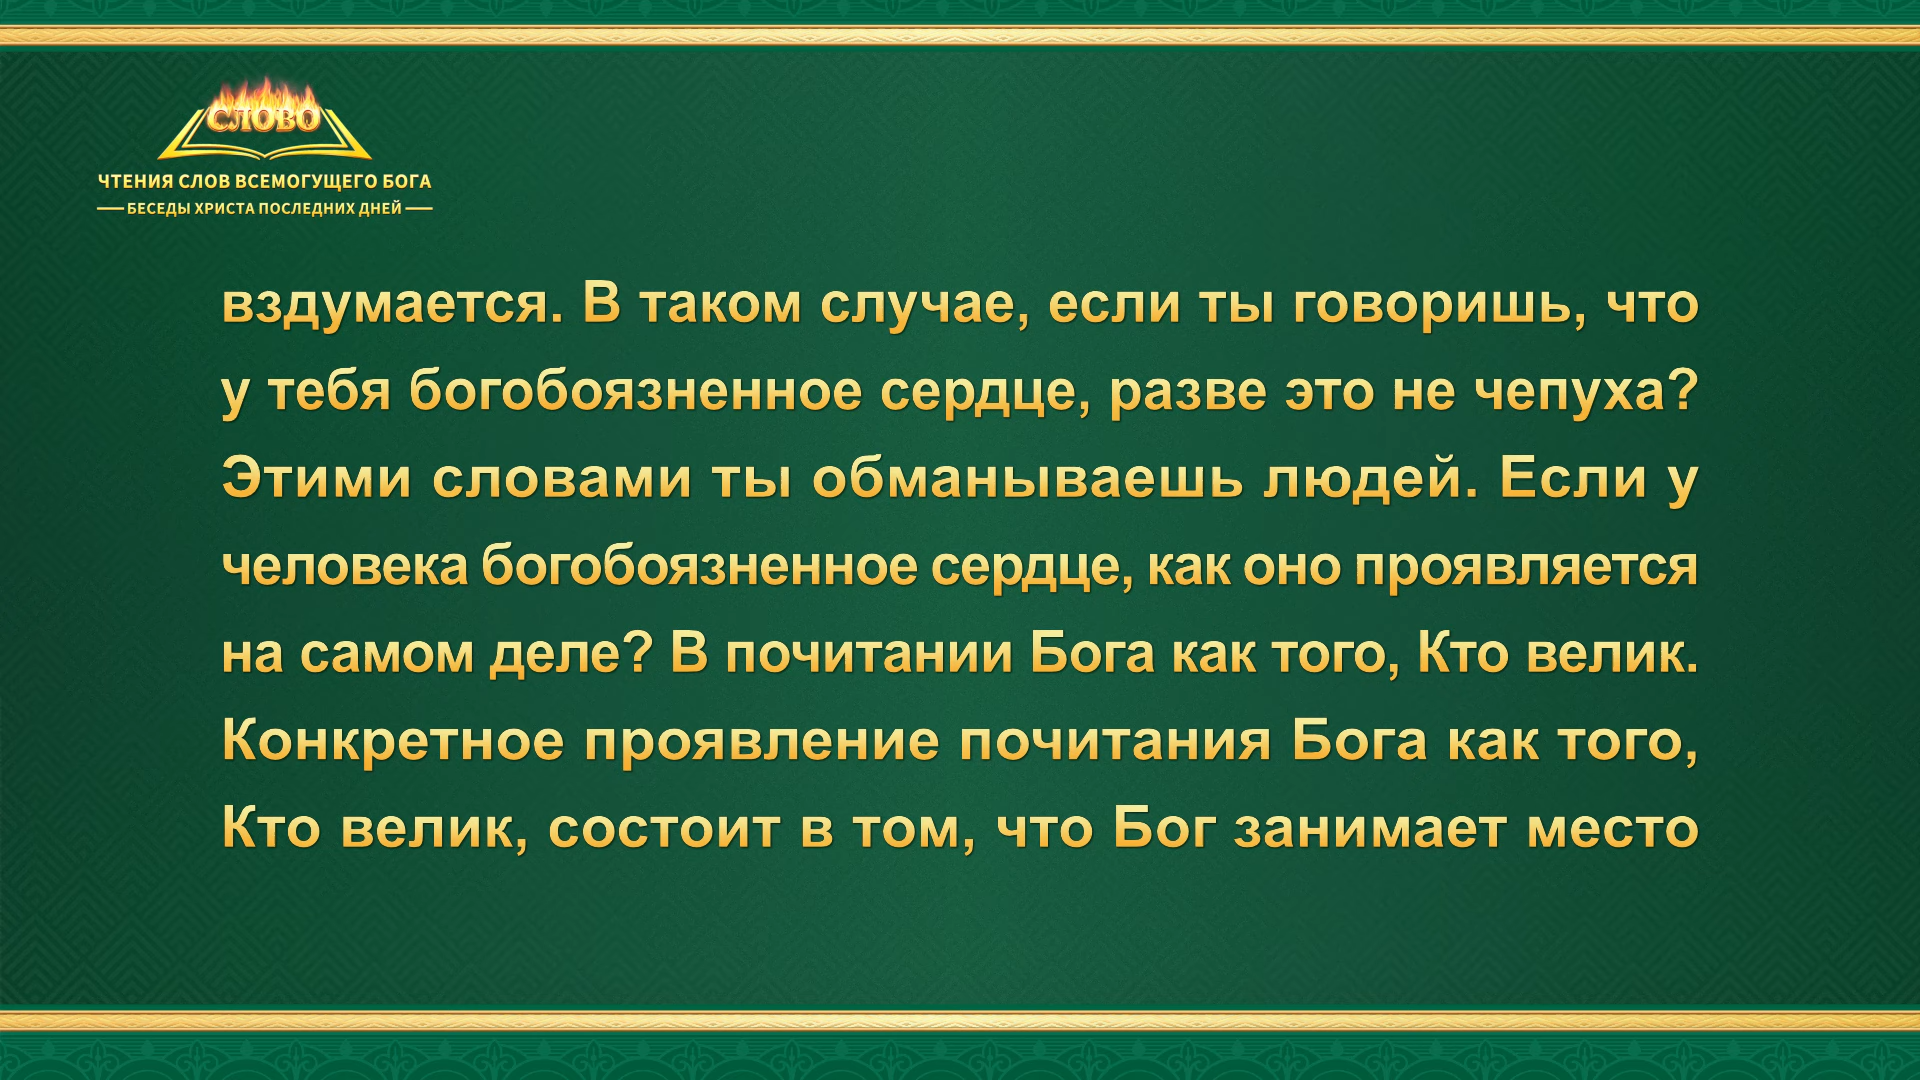 СЛОВО
ЧТЕНИЯ СЛОВ ВСЕМОГУЩЕГО БОГА
БЕСЕДЫ ХРИСТА ПОСЛЕДНИХ ДНЕЙ
вздумается. В таком случае, если ты говоришь, что
у тебя богобоязненное сердце, разве это не чепуха?
Этими словами ты обманываешь людей. Если у
человека богобоязненное сердце, как оно проявляется
на самом деле? В почитании Бога как того, Кто велик.
Конкретное проявление почитания Бога как того,
Кто велик, состоит в том, что Бог занимает место